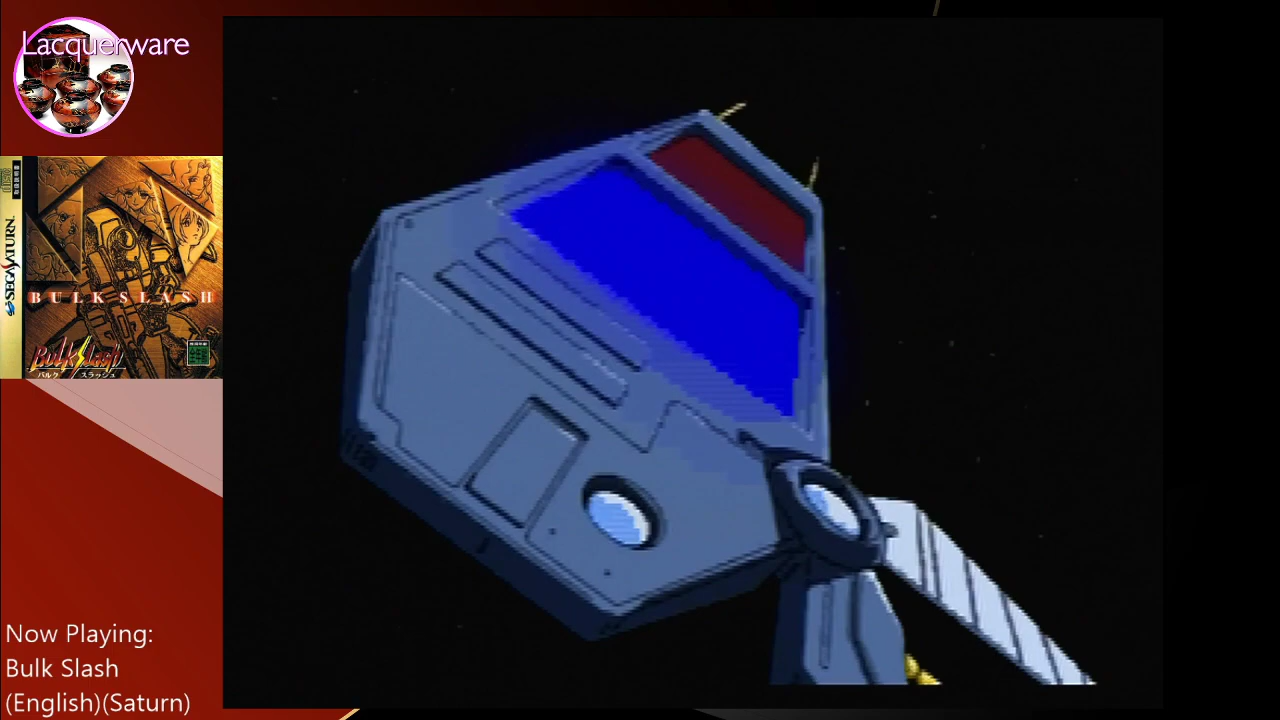 Lacquerware
SEGA SATURN
BULK SLASH
Bulk Slash
バルク スラッシュ
Now Playing:
Bulk Slash
(English)(Saturn)